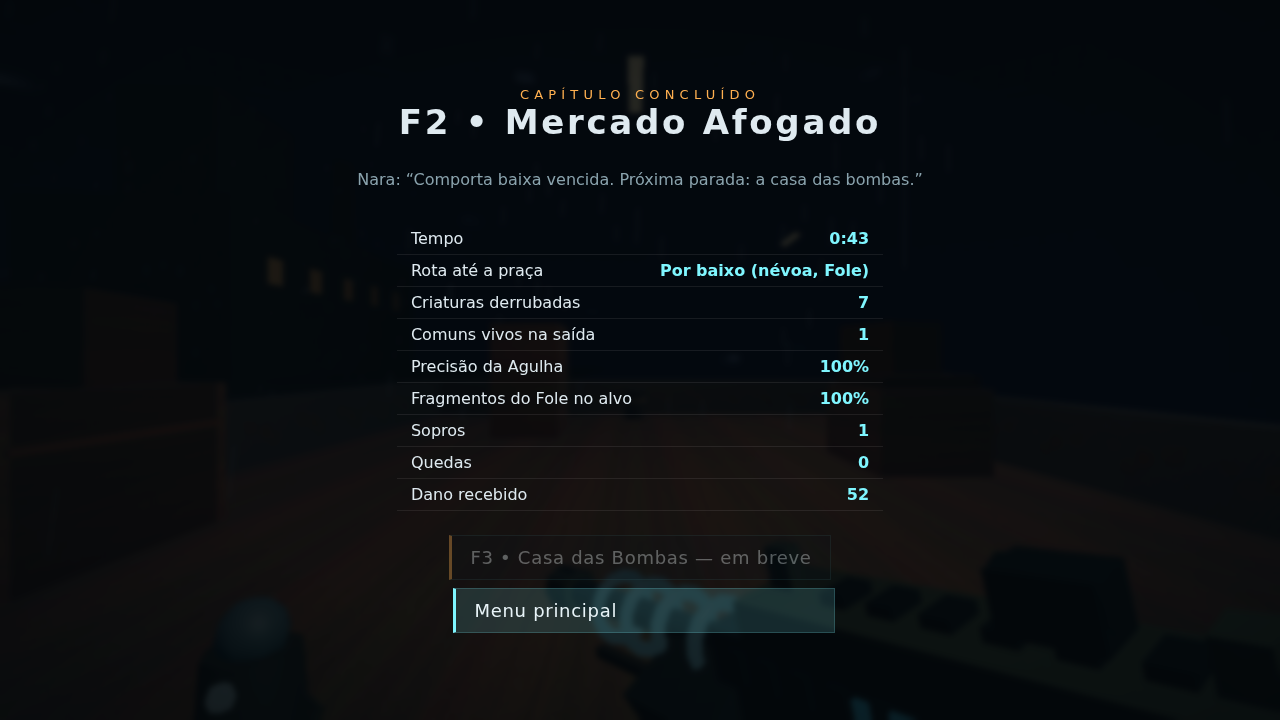 CAPÍTULO CONCLUÍDO
F2 • Mercado Afogado
Nara: “Comporta baixa vencida. Próxima parada: a casa das bombas.”
Tempo 0:43
Rota até a praça Por baixo (névoa, Fole)
Criaturas derrubadas 7
Comuns vivos na saída 1
Precisão da Agulha 100%
Fragmentos do Fole no alvo 100%
Sopros 1
Quedas 0
Dano recebido 52
F3 • Casa das Bombas — em breve
Menu principal